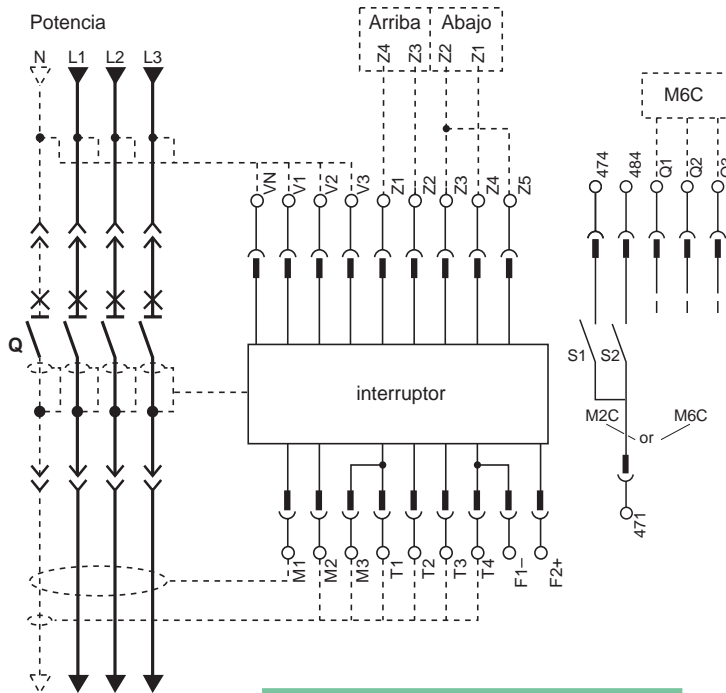 Potencia
Arriba Abajo
N L1 L2 L3
Z4 Z3 Z2 Z1
M6C
VN V1 V2 V3 Z1 Z2 Z3 Z4 Z5
474 484 Q1 Q2 Q3
Q
interruptor
S1 S2
M2C or M6C
M1 M2 M3 T1 T2 T3 T4 F1– F2+
471